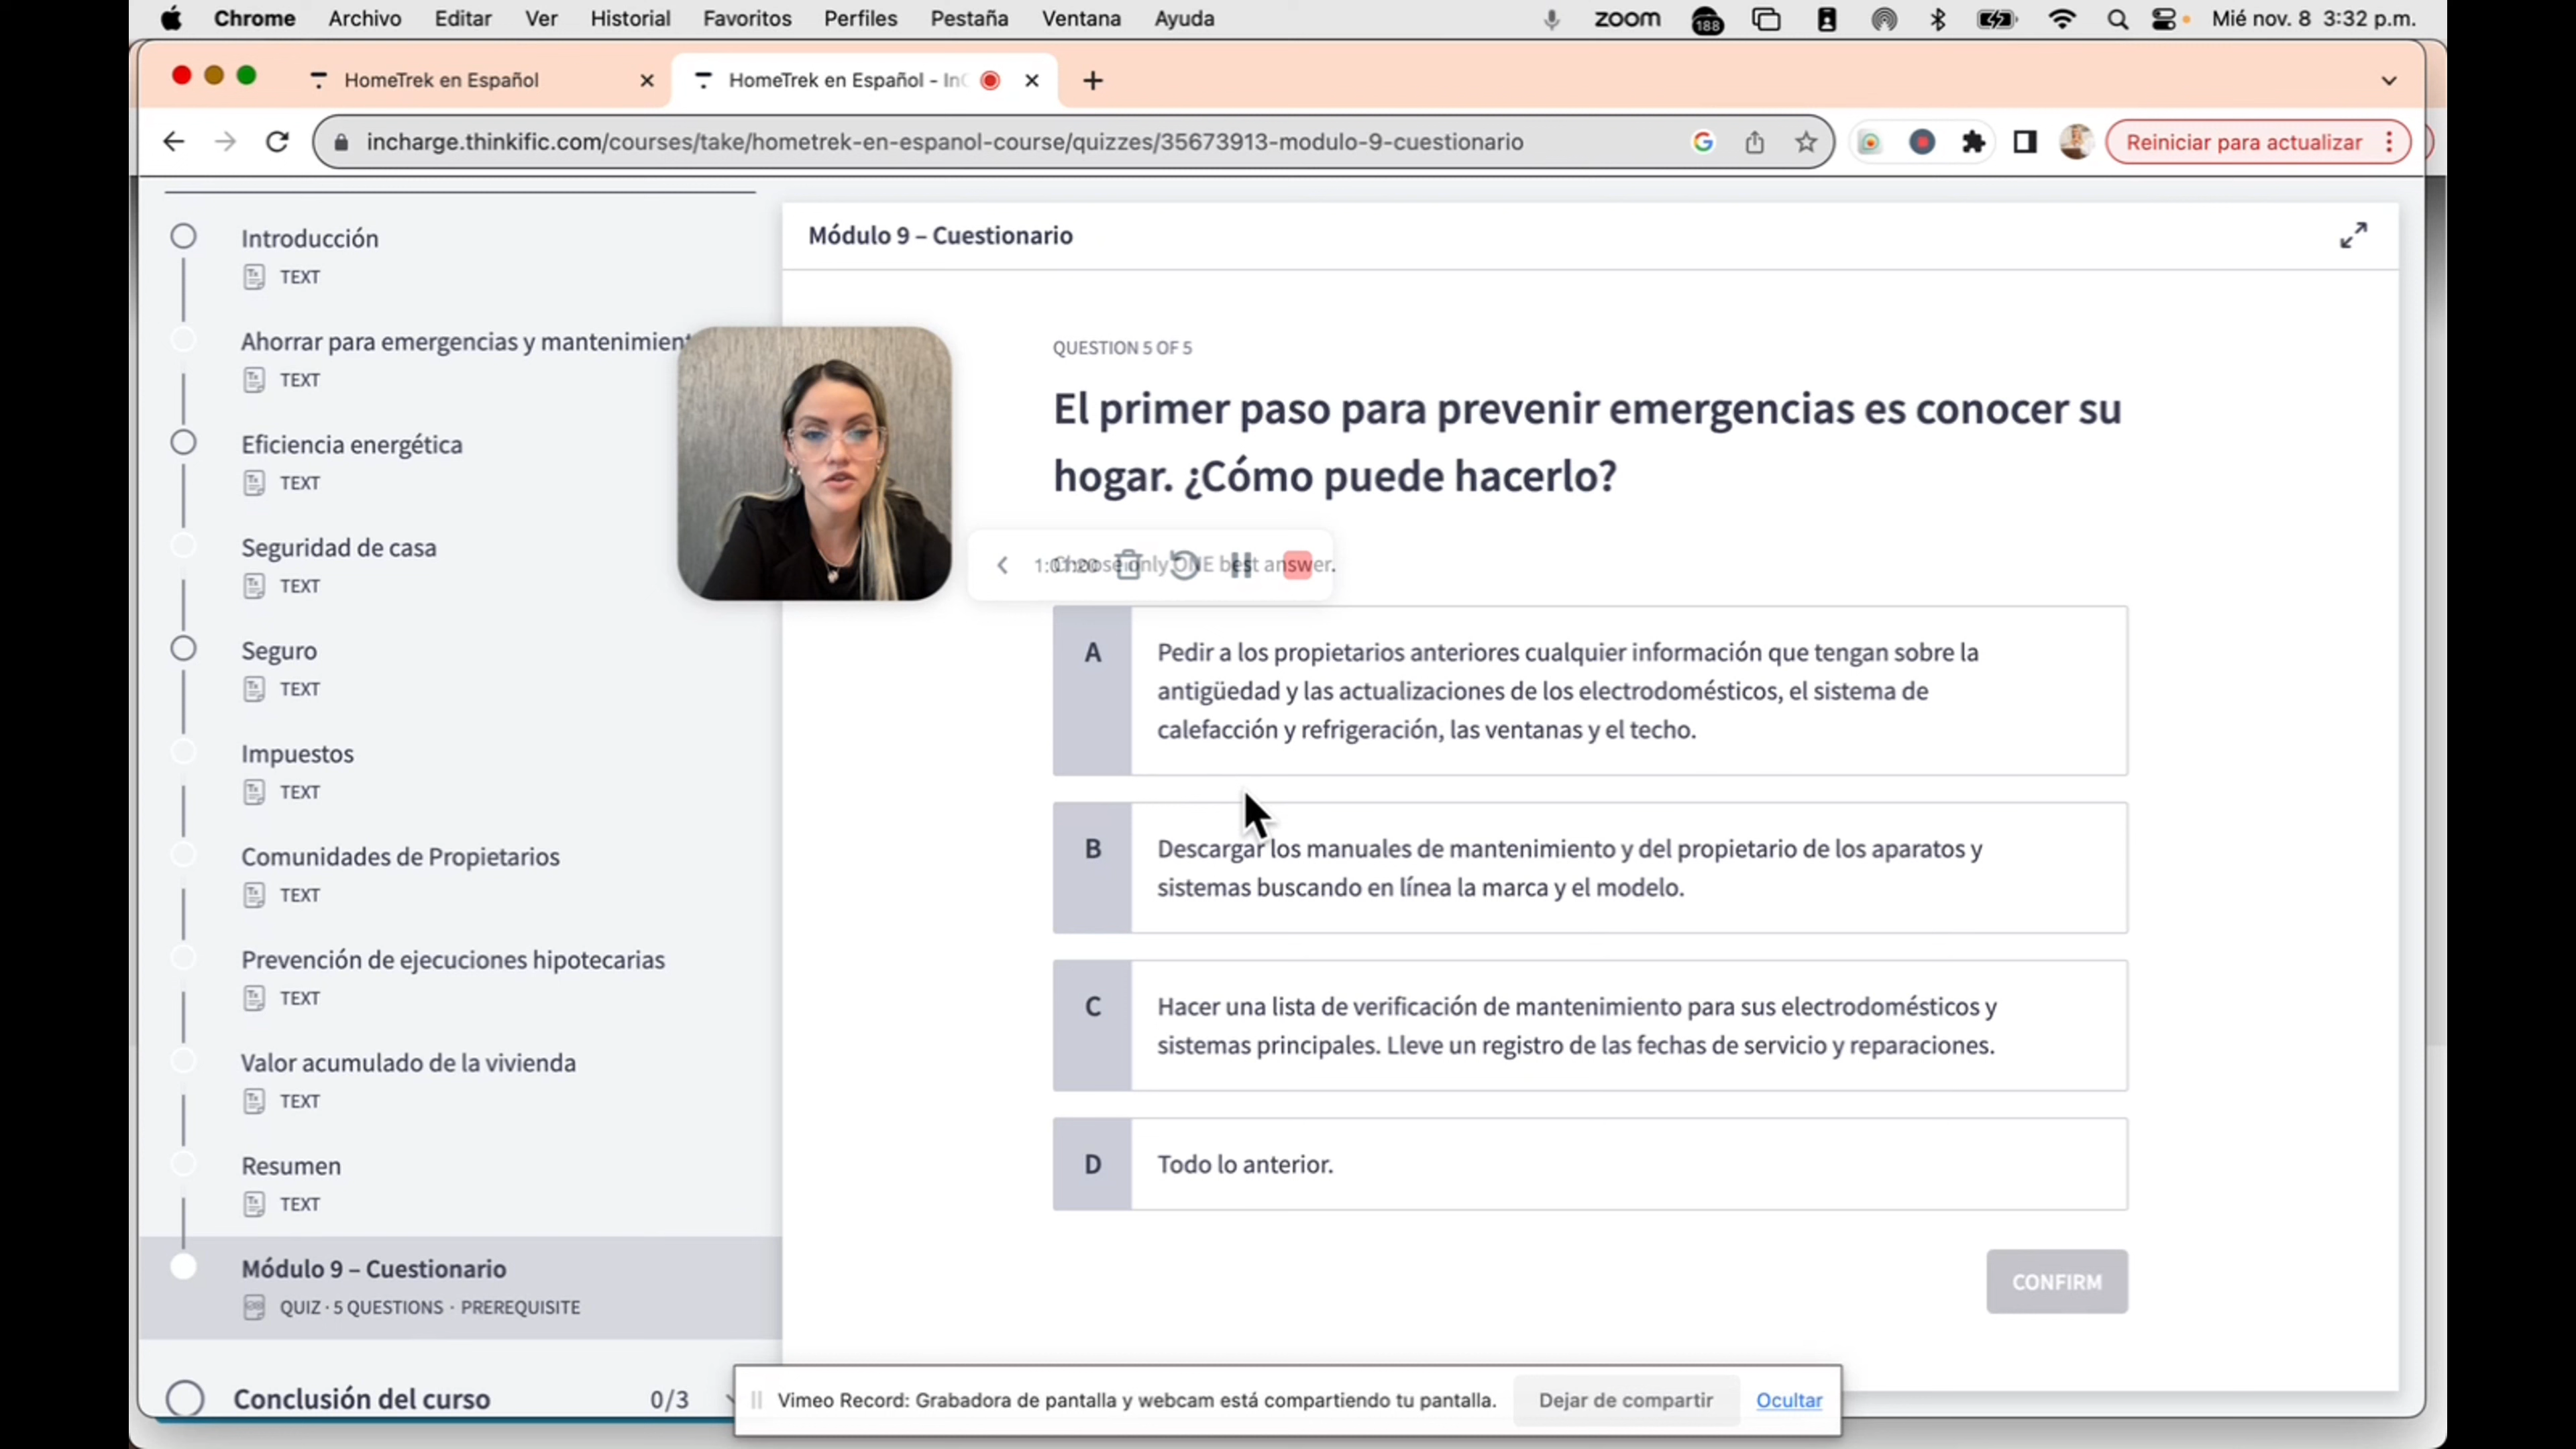 Chrome Archivo Editar Ver Historial Favoritos Perfiles Pestaña Ventana Ayuda zoom 188 Mié nov. 8 3:32 p.m.
HomeTrek en Español
HomeTrek en Español - In
incharge.thinkific.com/courses/take/hometrek-en-espanol-course/quizzes/35673913-modulo-9-cuestionario
Reiniciar para actualizar
Introducción
TEXT
Ahorrar para emergencias y mantenimient
TEXT
Eficiencia energética
TEXT
Seguridad de casa
TEXT
Seguro
TEXT
Impuestos
TEXT
Comunidades de Propietarios
TEXT
Prevención de ejecuciones hipotecarias
TEXT
Valor acumulado de la vivienda
TEXT
Resumen
TEXT
Módulo 9 – Cuestionario
QUIZ · 5 QUESTIONS · PREREQUISITE
Conclusión del curso 0/3
Módulo 9 – Cuestionario
QUESTION 5 OF 5
El primer paso para prevenir emergencias es conocer su
hogar. ¿Cómo puede hacerlo?
Choose only ONE best answer.
A
Pedir a los propietarios anteriores cualquier información que tengan sobre la
antigüedad y las actualizaciones de los electrodomésticos, el sistema de
calefacción y refrigeración, las ventanas y el techo.
B
Descargar los manuales de mantenimiento y del propietario de los aparatos y
sistemas buscando en línea la marca y el modelo.
C
Hacer una lista de verificación de mantenimiento para sus electrodomésticos y
sistemas principales. Lleve un registro de las fechas de servicio y reparaciones.
D
Todo lo anterior.
CONFIRM
Vimeo Record: Grabadora de pantalla y webcam está compartiendo tu pantalla. Dejar de compartir Ocultar